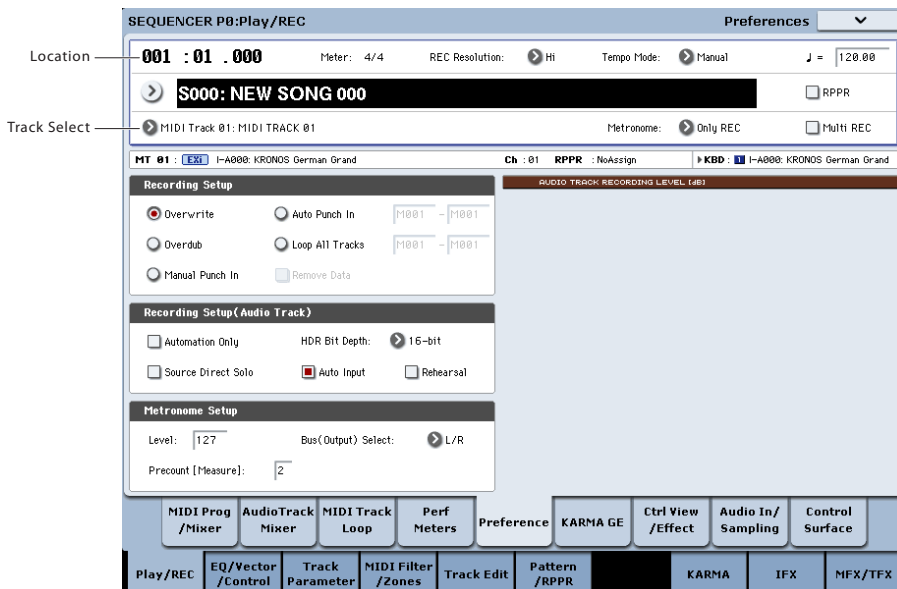 SEQUENCER P0:Play/REC Preferences
Location
001 :01 .000 Meter: 4/4 REC Resolution: Hi Tempo Mode: Manual ♩ = 120.00
S000: NEW SONG 000 RPPR
Track Select
MIDI Track 01: MIDI TRACK 01 Metronome: Only REC Multi REC
MT 01 : EXi I-A000: KRONOS German Grand Ch : 01 RPPR : NoAssign ▶KBD : 1 I-A000: KRONOS German Grand
Recording Setup
AUDIO TRACK RECORDING LEVEL [dB]
Overwrite Auto Punch In M001 - M001
Overdub Loop All Tracks M001 - M001
Manual Punch In Remove Data
Recording Setup(Audio Track)
Automation Only HDR Bit Depth: 16-bit
Source Direct Solo Auto Input Rehearsal
Metronome Setup
Level: 127 Bus(Output) Select: L/R
Precount [Measure]: 2
MIDI Prog /Mixer AudioTrack Mixer MIDI Track Loop Perf Meters Preference KARMA GE Ctrl View /Effect Audio In/ Sampling Control Surface
Play/REC EQ/Vector /Control Track Parameter MIDI Filter /Zones Track Edit Pattern /RPPR KARMA IFX MFX/TFX